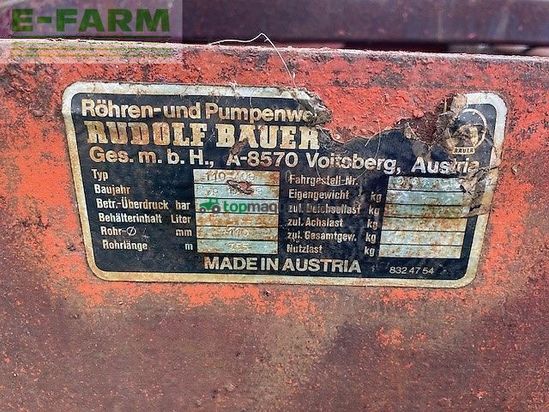 E-FARM
Röhren-und Pumpenwe
RUDOLF BAUER
BAUER
Ges. m. b. H., A-8570 Voitsberg, Austria
Typ Fahrgestell-Nr.
Baujahr Eigengewicht kg
Betr.-Überdruck bar zul. Deichsellast kg
topmaq
Behälterinhalt Liter zul. Achslast kg
Rohr-Ø mm zul. Gesamtgew. kg
Rohrlänge m Nutzlast kg
MADE IN AUSTRIA 832 47 54